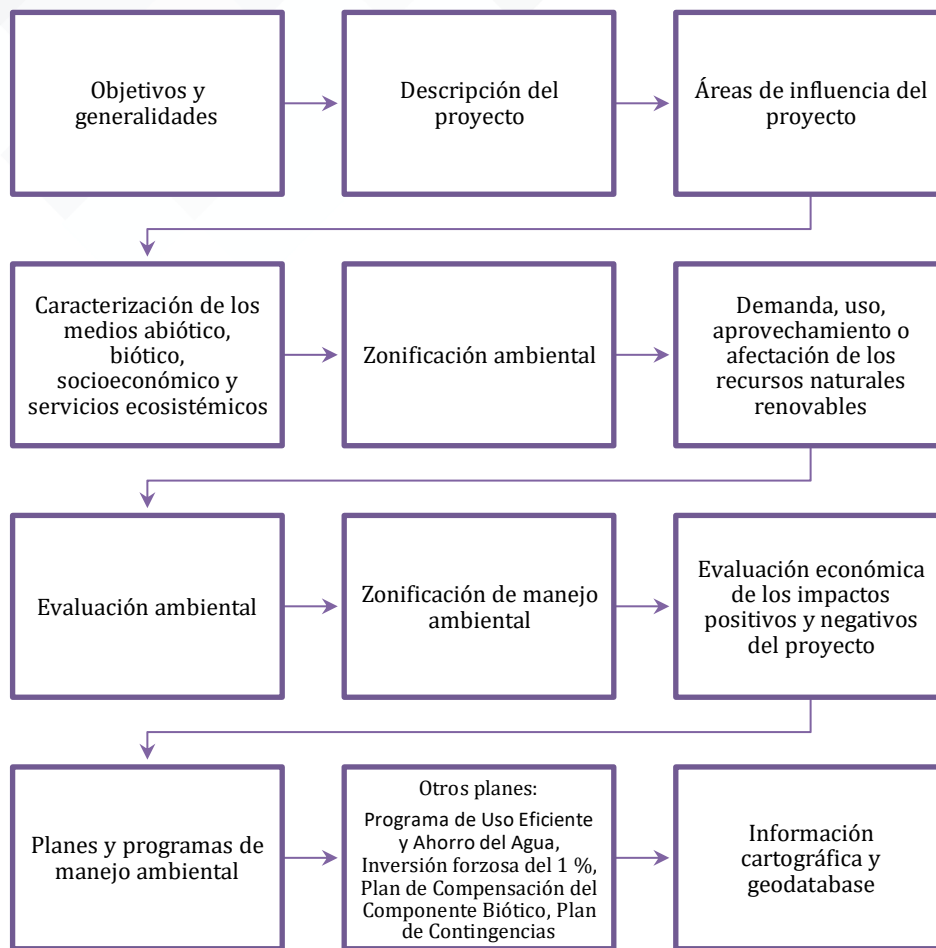 Objetivos y
generalidades
Descripción del
proyecto
Áreas de influencia del
proyecto
Caracterización de los
medios abiótico,
biótico,
socioeconómico y
servicios ecosistémicos
Zonificación ambiental
Demanda, uso,
aprovechamiento o
afectación de los
recursos naturales
renovables
Evaluación ambiental
Zonificación de manejo
ambiental
Evaluación económica
de los impactos
positivos y negativos
del proyecto
Planes y programas de
manejo ambiental
Otros planes:
Programa de Uso Eficiente
y Ahorro del Agua,
Inversión forzosa del 1 %,
Plan de Compensación del
Componente Biótico, Plan
de Contingencias
Información
cartográfica y
geodatabase